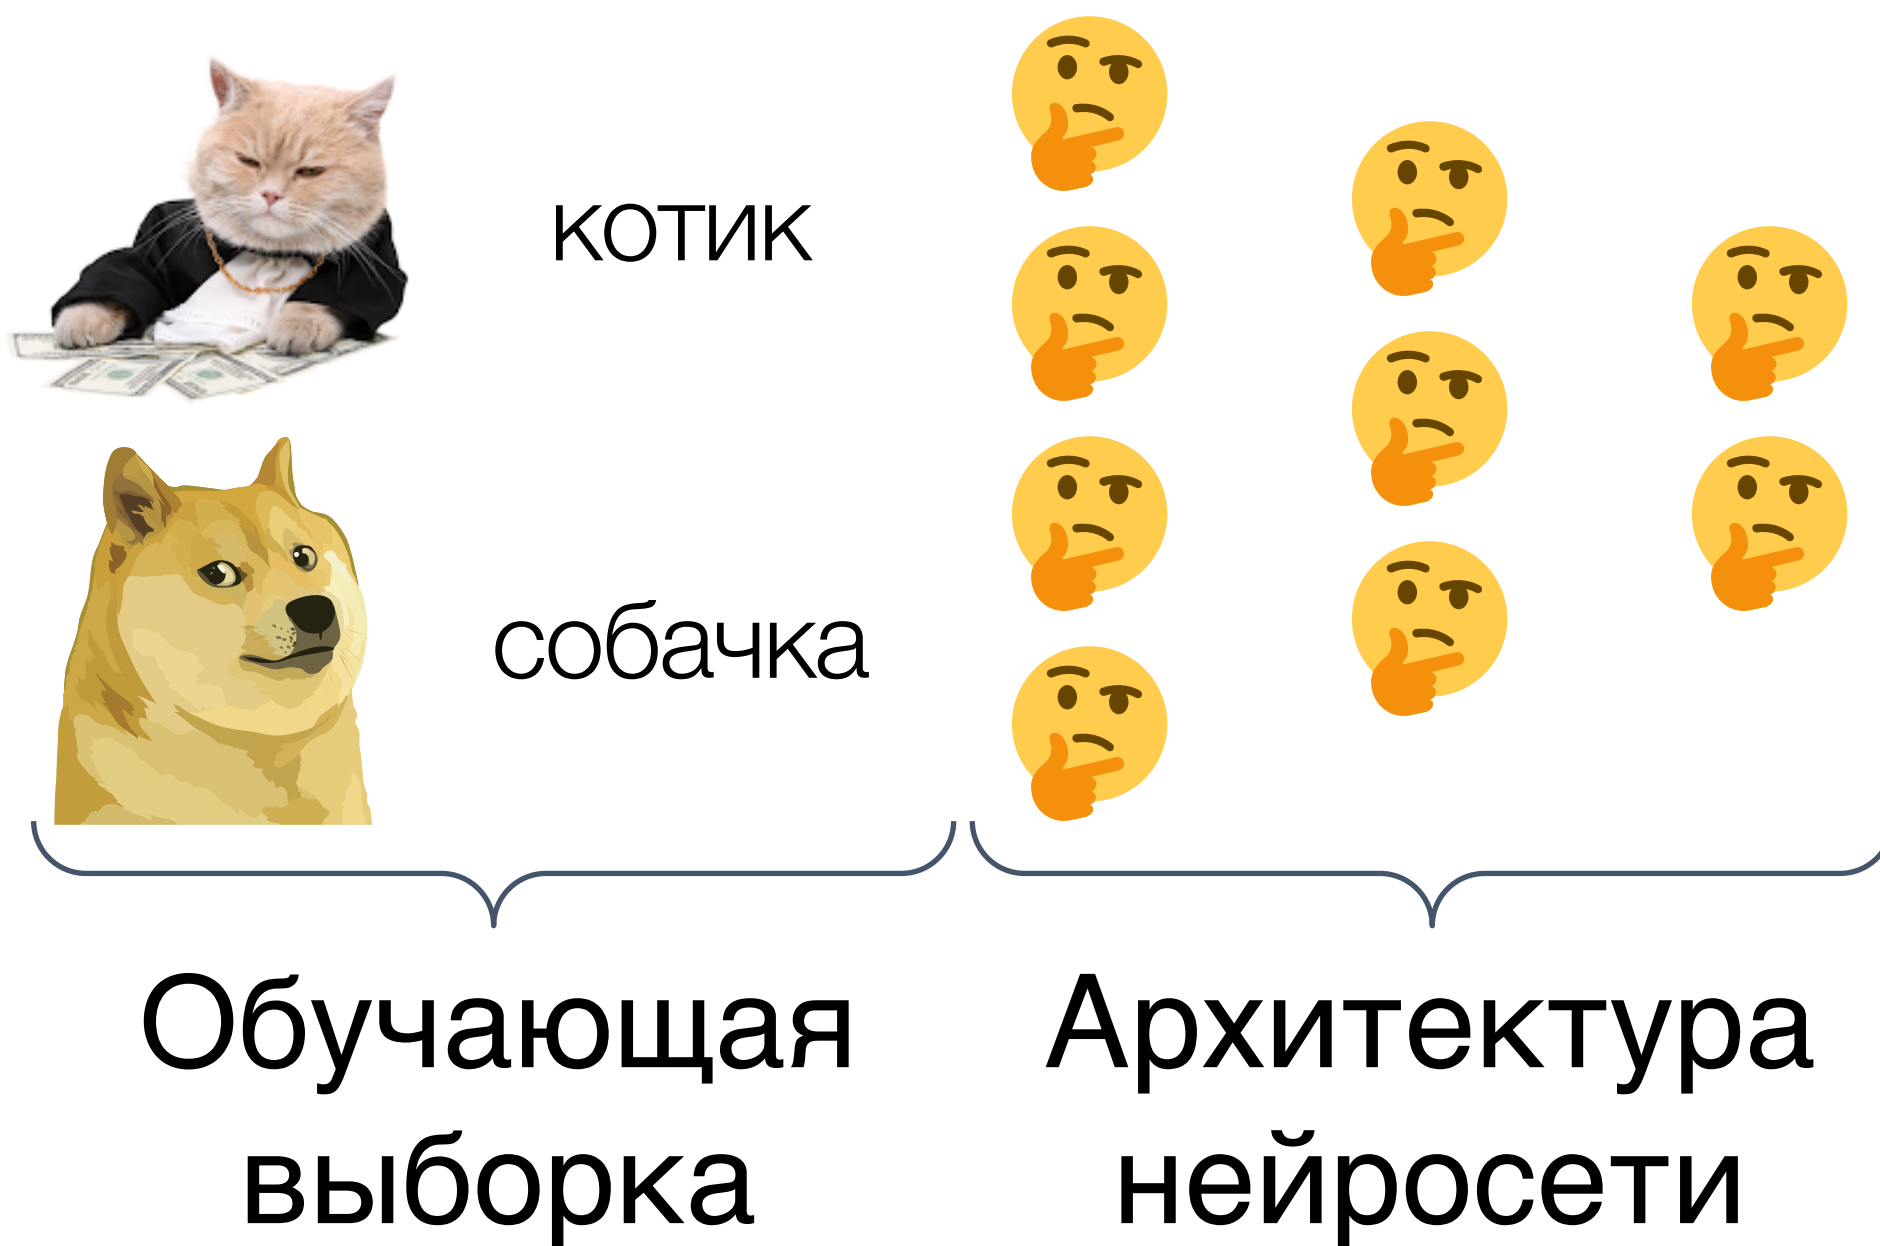 котик
собачка
Обучающая
выборка
Архитектура
нейросети